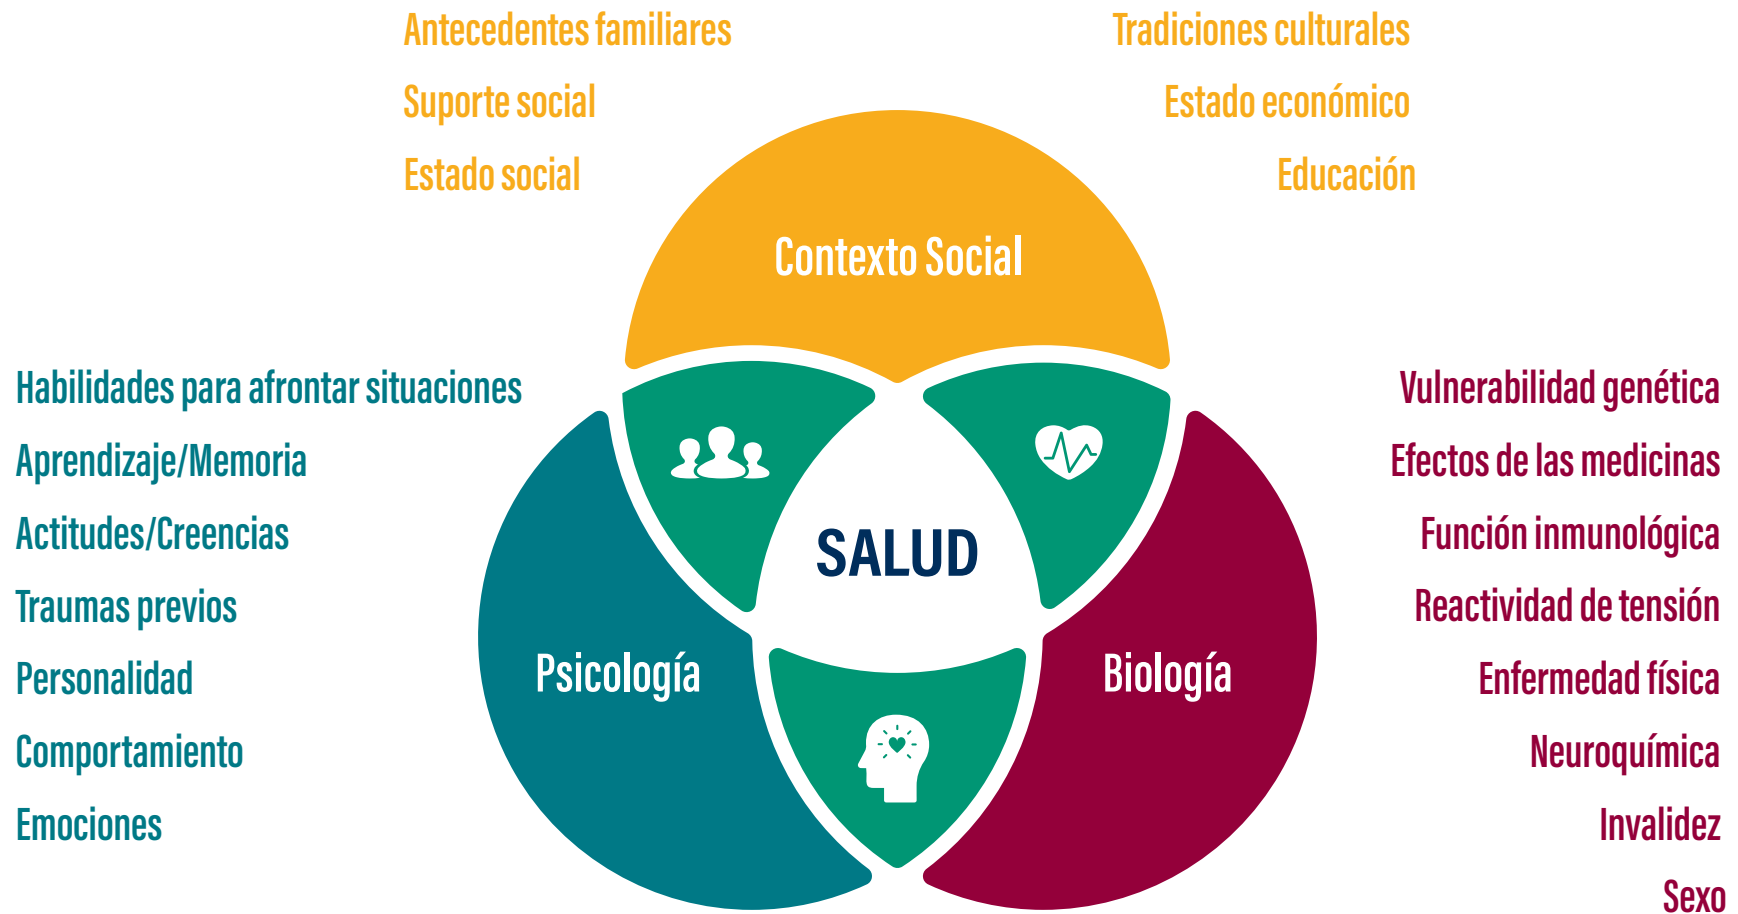 Antecedentes familiares
Suporte social
Estado social
Tradiciones culturales
Estado económico
Educación
Contexto Social
Habilidades para afrontar situaciones
Aprendizaje/Memoria
Actitudes/Creencias
Traumas previos
Personalidad
Comportamiento
Emociones
SALUD
Psicología
Biología
Vulnerabilidad genética
Efectos de las medicinas
Función inmunológica
Reactividad de tensión
Enfermedad física
Neuroquímica
Invalidez
Sexo